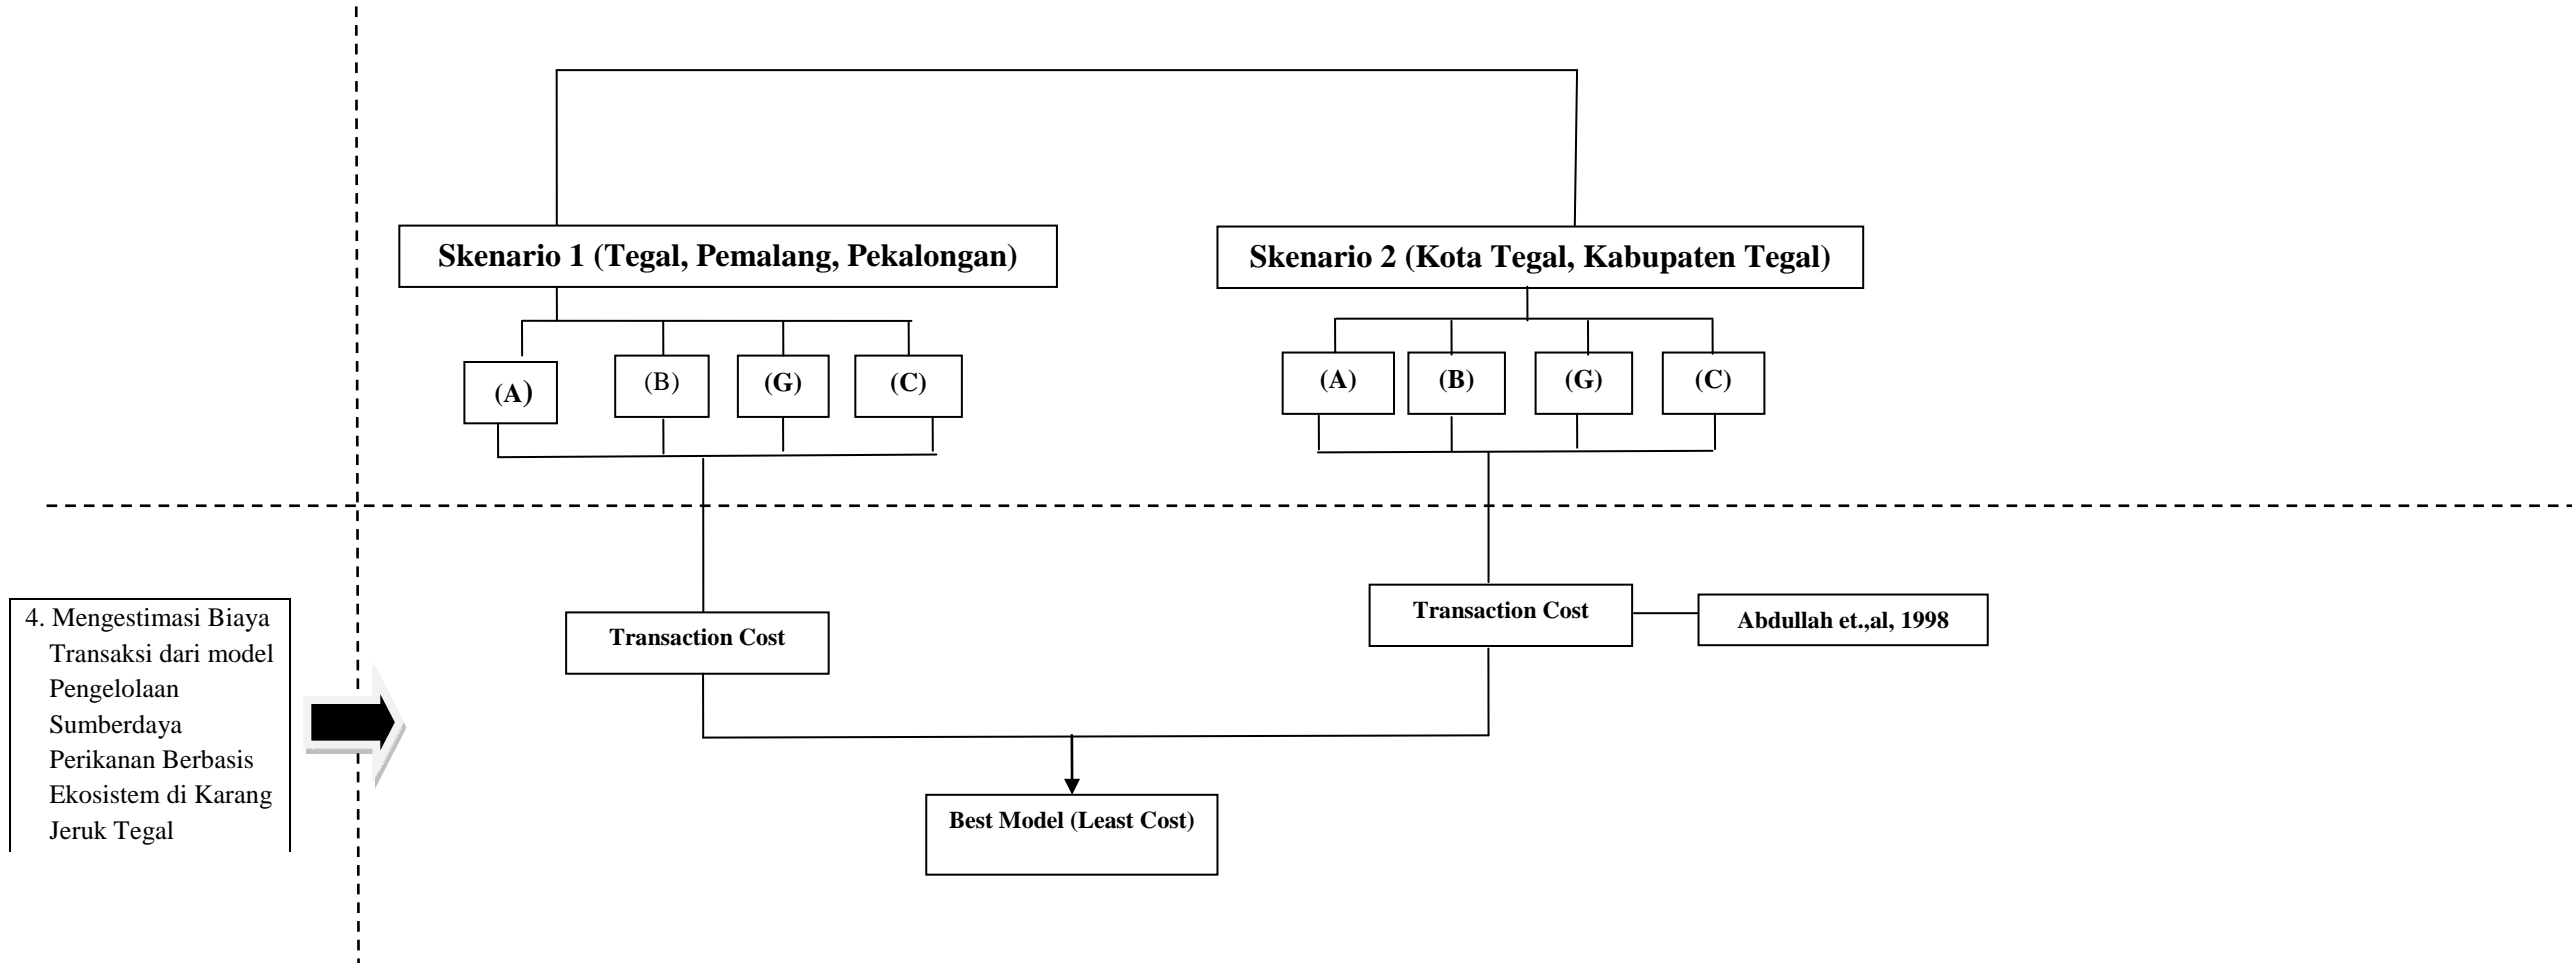 Skenario 1 (Tegal, Pemalang, Pekalongan)
Skenario 2 (Kota Tegal, Kabupaten Tegal)
(A)
(B)
(G)
(C)
(A)
(B)
(G)
(C)
4. Mengestimasi Biaya
Transaksi dari model
Pengelolaan
Sumberdaya
Perikanan Berbasis
Ekosistem di Karang
Jeruk Tegal
Transaction Cost
Transaction Cost
Abdullah et.,al, 1998
Best Model (Least Cost)